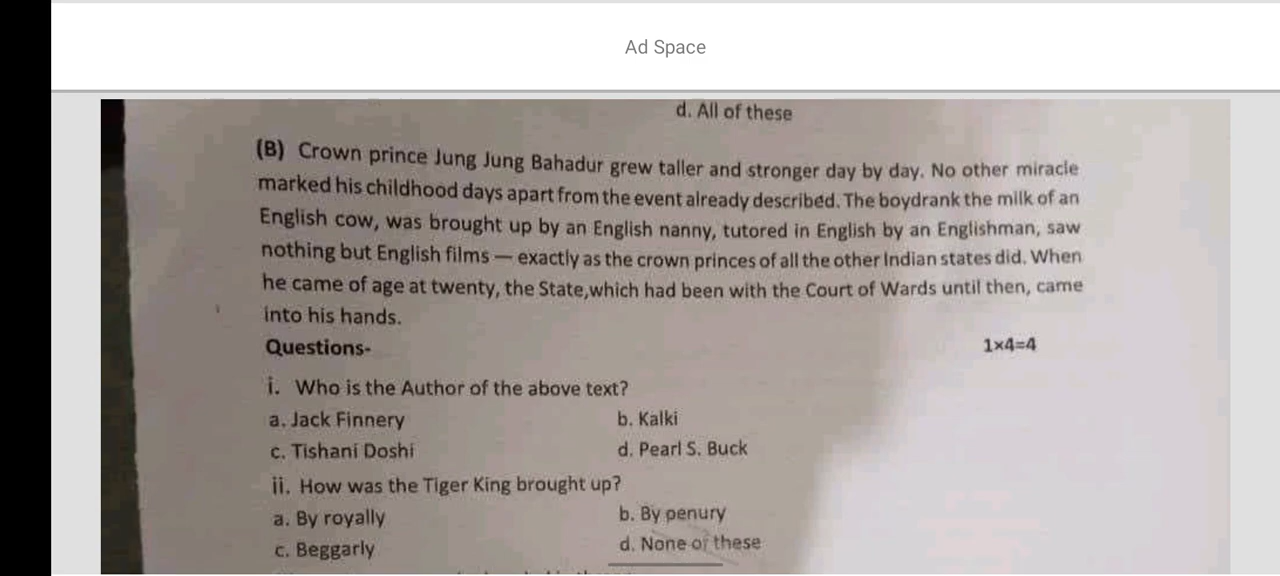 Ad Space
d. All of these
(B) Crown prince Jung Jung Bahadur grew taller and stronger day by day. No other miracle
marked his childhood days apart from the event already described. The boydrank the milk of an
English cow, was brought up by an English nanny, tutored in English by an Englishman, saw
nothing but English films — exactly as the crown princes of all the other Indian states did. When
he came of age at twenty, the State,which had been with the Court of Wards until then, came
into his hands.
Questions- 1×4=4
i. Who is the Author of the above text?
a. Jack Finnery b. Kalki
c. Tishani Doshi d. Pearl S. Buck
ii. How was the Tiger King brought up?
a. By royally b. By penury
c. Beggarly d. None of these